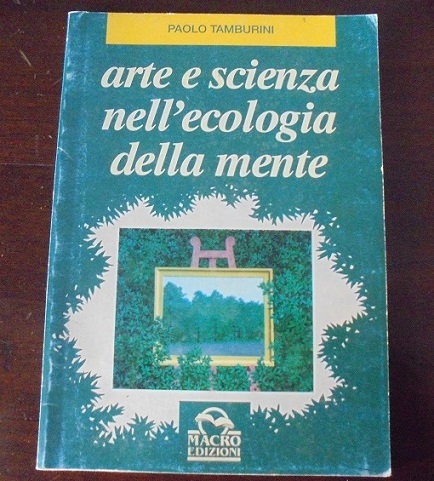 PAOLO TAMBURINI
arte e scienza
nell'ecologia
della mente
MACRO
EDIZIONI